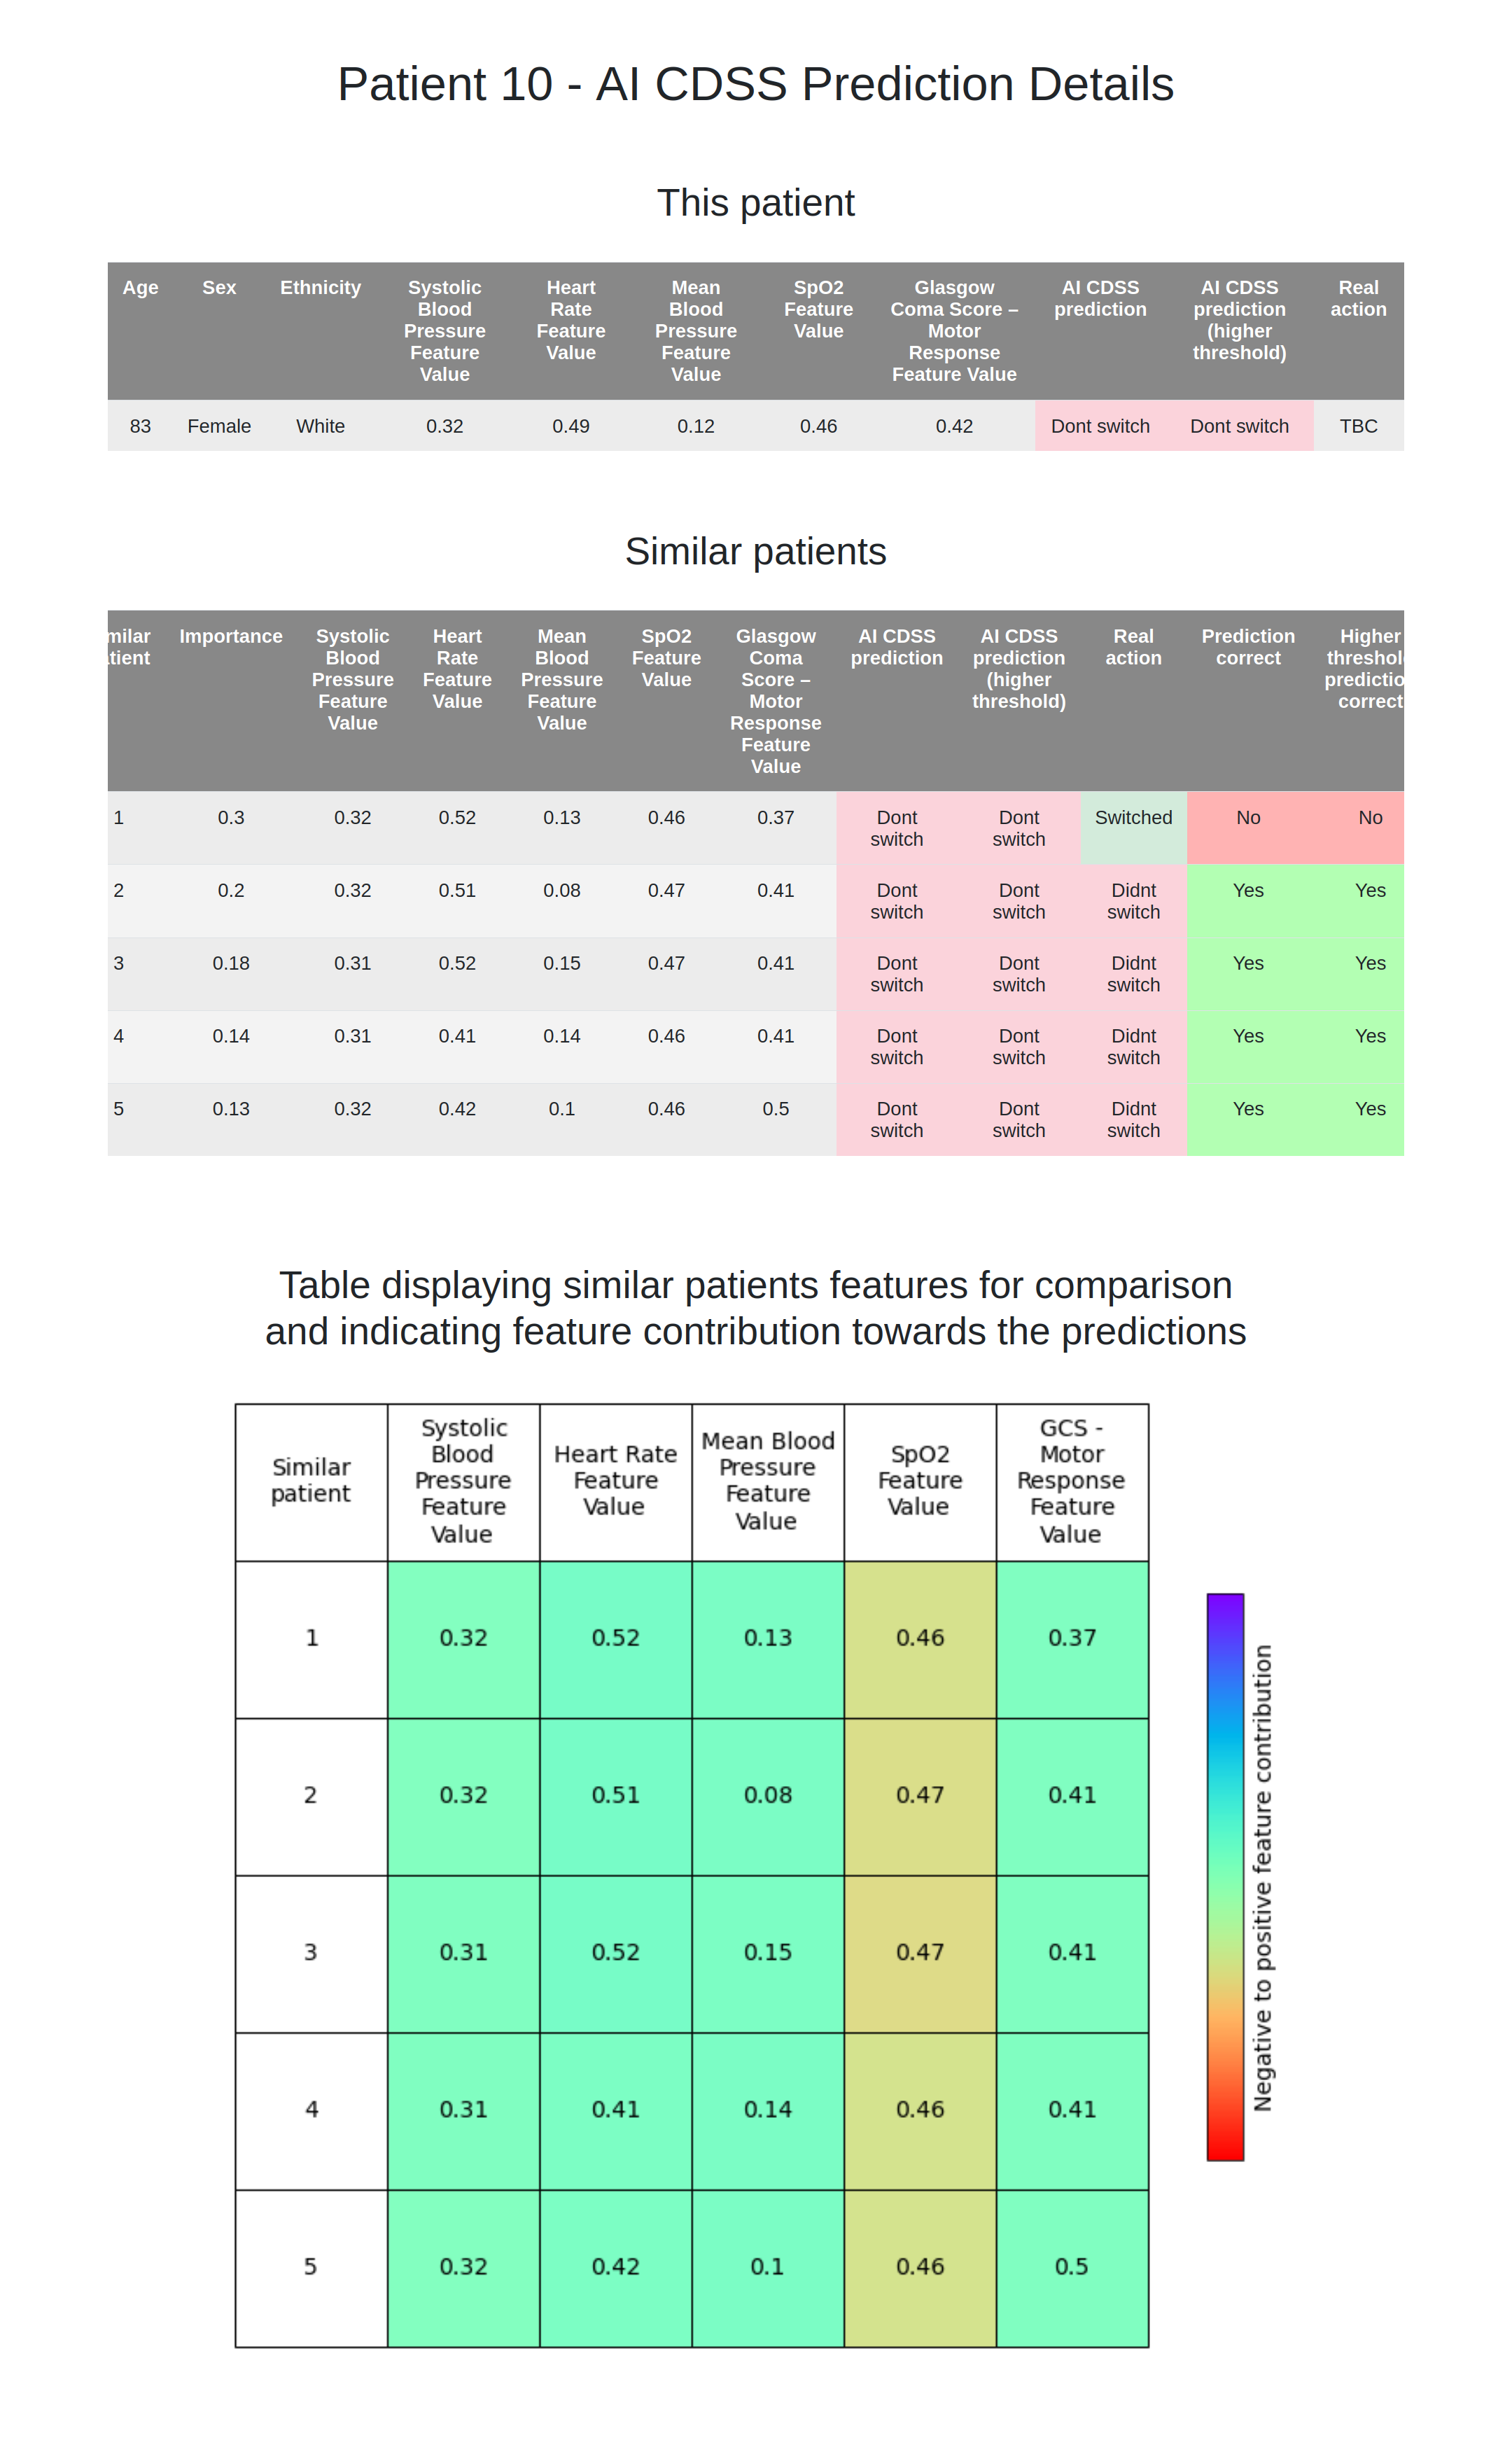 Patient 10 - AI CDSS Prediction Details
This patient
Age Sex Ethnicity Systolic Blood Pressure Feature Value Heart Rate Feature Value Mean Blood Pressure Feature Value SpO2 Feature Value Glasgow Coma Score – Motor Response Feature Value AI CDSS prediction AI CDSS prediction (higher threshold) Real action
83 Female White 0.32 0.49 0.12 0.46 0.42 Dont switch Dont switch TBC
Similar patients
milar tient Importance Systolic Blood Pressure Feature Value Heart Rate Feature Value Mean Blood Pressure Feature Value SpO2 Feature Value Glasgow Coma Score – Motor Response Feature Value AI CDSS prediction AI CDSS prediction (higher threshold) Real action Prediction correct Higher threshol predictio correct
1 0.3 0.32 0.52 0.13 0.46 0.37 Dont switch Dont switch Switched No No
2 0.2 0.32 0.51 0.08 0.47 0.41 Dont switch Dont switch Didnt switch Yes Yes
3 0.18 0.31 0.52 0.15 0.47 0.41 Dont switch Dont switch Didnt switch Yes Yes
4 0.14 0.31 0.41 0.14 0.46 0.41 Dont switch Dont switch Didnt switch Yes Yes
5 0.13 0.32 0.42 0.1 0.46 0.5 Dont switch Dont switch Didnt switch Yes Yes
Table displaying similar patients features for comparison
and indicating feature contribution towards the predictions
Similar patient Systolic Blood Pressure Feature Value Heart Rate Feature Value Mean Blood Pressure Feature Value SpO2 Feature Value GCS - Motor Response Feature Value
1 0.32 0.52 0.13 0.46 0.37
2 0.32 0.51 0.08 0.47 0.41
3 0.31 0.52 0.15 0.47 0.41
4 0.31 0.41 0.14 0.46 0.41
5 0.32 0.42 0.1 0.46 0.5
Negative to positive feature contribution